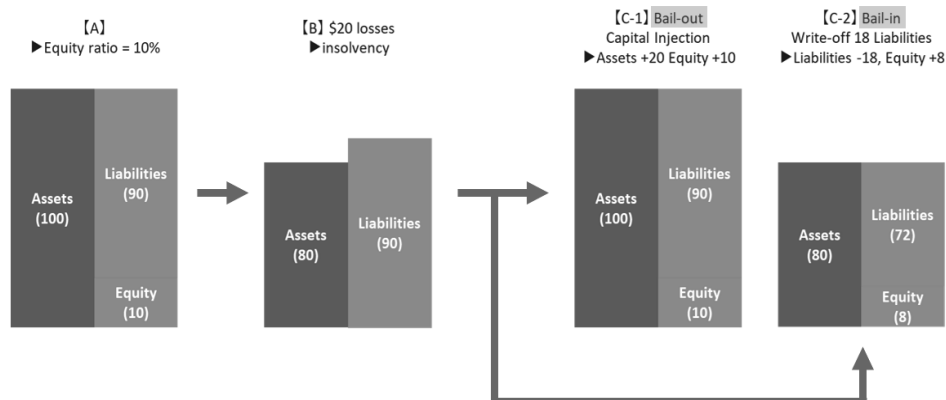 【A】
▶Equity ratio = 10%
Assets
(100)
Liabilities
(90)
Equity
(10)
【B】 $20 losses
▶insolvency
Assets
(80)
Liabilities
(90)
【C-1】 Bail-out
Capital Injection
▶Assets +20 Equity +10
Assets
(100)
Liabilities
(90)
Equity
(10)
【C-2】 Bail-in
Write-off 18 Liabilities
▶Liabilities -18, Equity +8
Assets
(80)
Liabilities
(72)
Equity
(8)